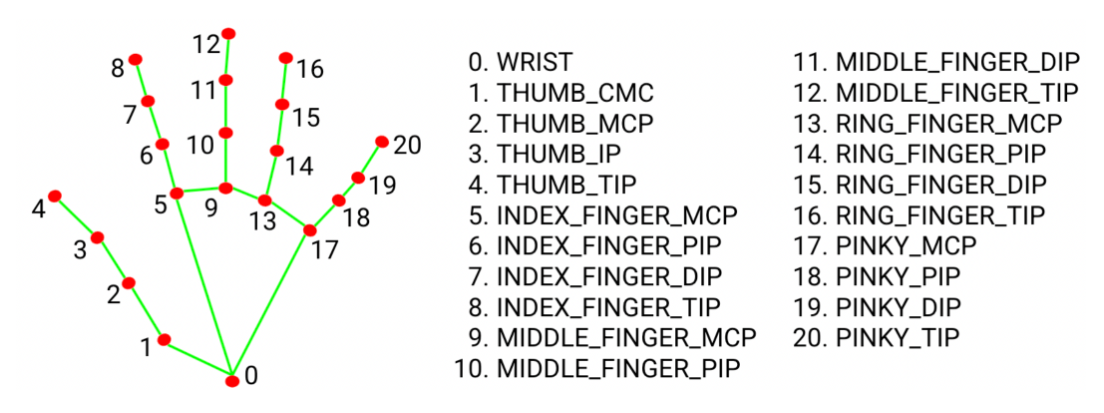 12
8
16
11
7
15
10
6
14
20
19
5
9
13
18
4
17
3
2
1
0
0. WRIST
1. THUMB_CMC
2. THUMB_MCP
3. THUMB_IP
4. THUMB_TIP
5. INDEX_FINGER_MCP
6. INDEX_FINGER_PIP
7. INDEX_FINGER_DIP
8. INDEX_FINGER_TIP
9. MIDDLE_FINGER_MCP
10. MIDDLE_FINGER_PIP
11. MIDDLE_FINGER_DIP
12. MIDDLE_FINGER_TIP
13. RING_FINGER_MCP
14. RING_FINGER_PIP
15. RING_FINGER_DIP
16. RING_FINGER_TIP
17. PINKY_MCP
18. PINKY_PIP
19. PINKY_DIP
20. PINKY_TIP